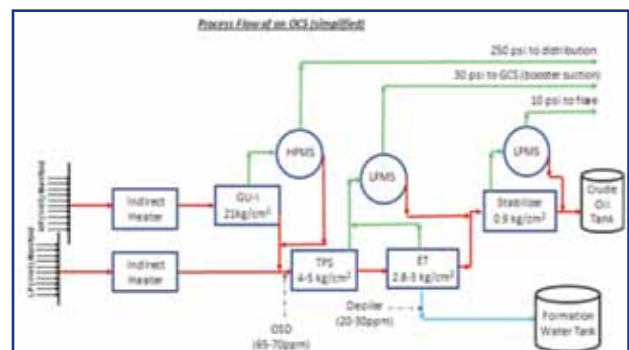 Process Flow of an OCS (simplified)
250 psi to distribution
30 psi to GCS (booster suction)
10 psi to flare
HPMS
LPMS
LPMS
Indirect
Heater
GU-I
21kg/cm²
Stabilizer
0.9 kg/cm²
Crude
Oil
Tank
Indirect
Heater
TPS
4-5 kg/cm²
ET
2.8-3 kg/cm²
Deoiler
(20-30ppm)
OSD
(65-70ppm)
Formation
Water Tank